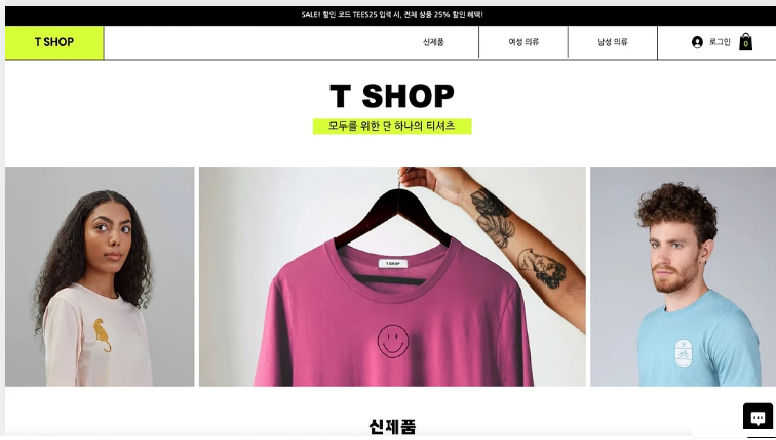 SALE! 할인 코드 TEES25 입력 시, 전체 상품 25% 할인 혜택!
T SHOP
신제품
여성 의류
남성 의류
로그인
0
T SHOP
모두를 위한 단 하나의 티셔츠
T SHOP
신제품